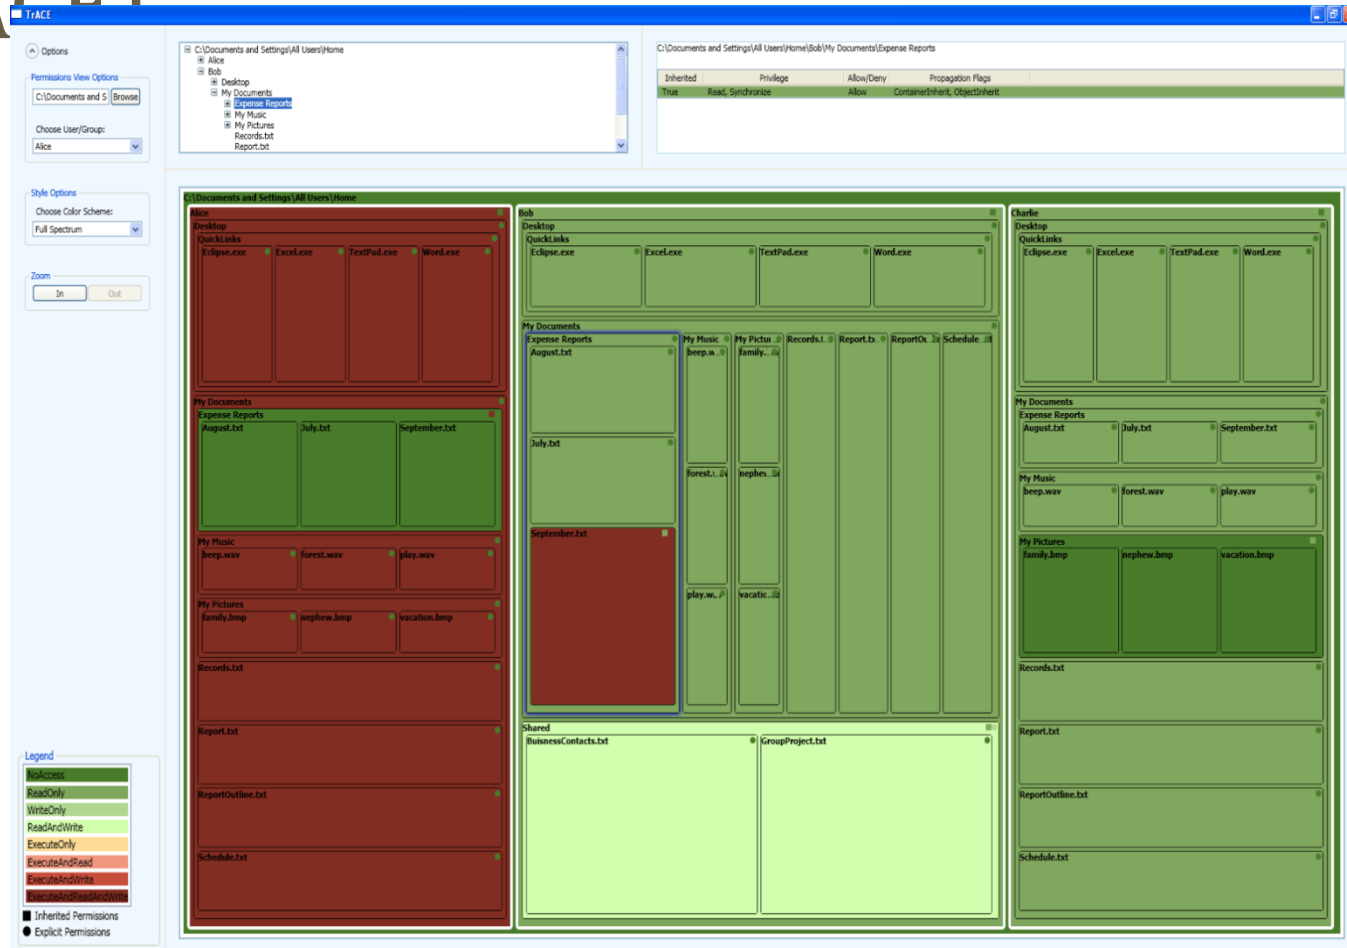 TrACE
Options
Permissions View Options
C:\Documents and S
Browse
Choose User/Group:
Alice
Style Options
Choose Color Scheme:
Full Spectrum
Zoom
In
Out
Legend
NoAccess
ReadOnly
WriteOnly
ReadAndWrite
ExecuteOnly
ExecuteAndRead
ExecuteAndWrite
ExecuteAndReadAndWrite
Inherited Permissions
Explicit Permissions
C:\Documents and Settings\All Users\Home
Alice
Bob
Desktop
My Documents
Expense Reports
My Music
My Pictures
Records.txt
Report.txt
C:\Documents and Settings\All Users\Home\Bob\My Documents\Expense Reports
Inherited Privilege Allow/Deny Propagation Flags
True Read, Synchronize Allow ContainerInherit, ObjectInherit
C:\Documents and Settings\All Users\Home
Alice
Desktop
QuickLinks
Eclipse.exe Excel.exe TextPad.exe Word.exe
My Documents
Expense Reports
August.txt July.txt September.txt
My Music
beep.wav forest.wav play.wav
My Pictures
family.bmp nephew.bmp vacation.bmp
Records.txt
Report.txt
ReportOutline.txt
Schedule.txt
Bob
Desktop
QuickLinks
Eclipse.exe Excel.exe TextPad.exe Word.exe
My Documents
Expense Reports My Music My Pictur
August.txt
July.txt
September.txt
Shared
BuisnessContacts.txt GroupProject.txt
Charlie
Desktop
QuickLinks
Eclipse.exe Excel.exe TextPad.exe Word.exe
My Documents
Expense Reports
August.txt July.txt September.txt
My Music
beep.wav forest.wav play.wav
My Pictures
family.bmp nephew.bmp vacation.bmp
Records.txt
Report.txt
ReportOutline.txt
Schedule.txt